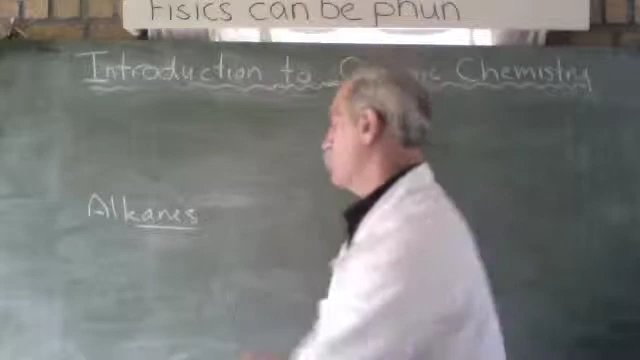 Fisics can be phun
Introduction to Chemistry
Alkanes